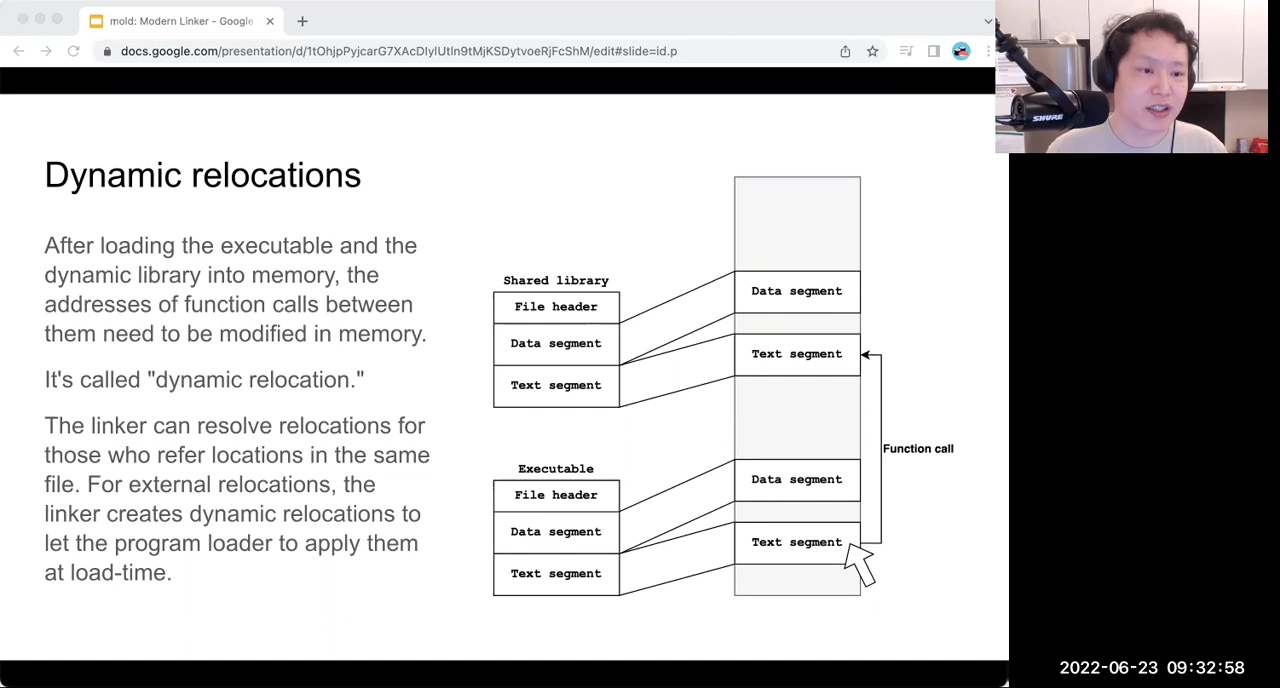 mold: Modern Linker - Google
docs.google.com/presentation/d/1tOhjpPyjcarG7XAcDIylUtln9tMjKSDytvoeRjFcShM/edit#slide=id.p
SHURE
Dynamic relocations
After loading the executable and the
dynamic library into memory, the
addresses of function calls between
them need to be modified in memory.
It's called "dynamic relocation."
The linker can resolve relocations for
those who refer locations in the same
file. For external relocations, the
linker creates dynamic relocations to
let the program loader to apply them
at load-time.
Shared library
File header
Data segment
Text segment
Executable
File header
Data segment
Text segment
Data segment
Text segment
Data segment
Text segment
Function call
2022-06-23 09:32:58